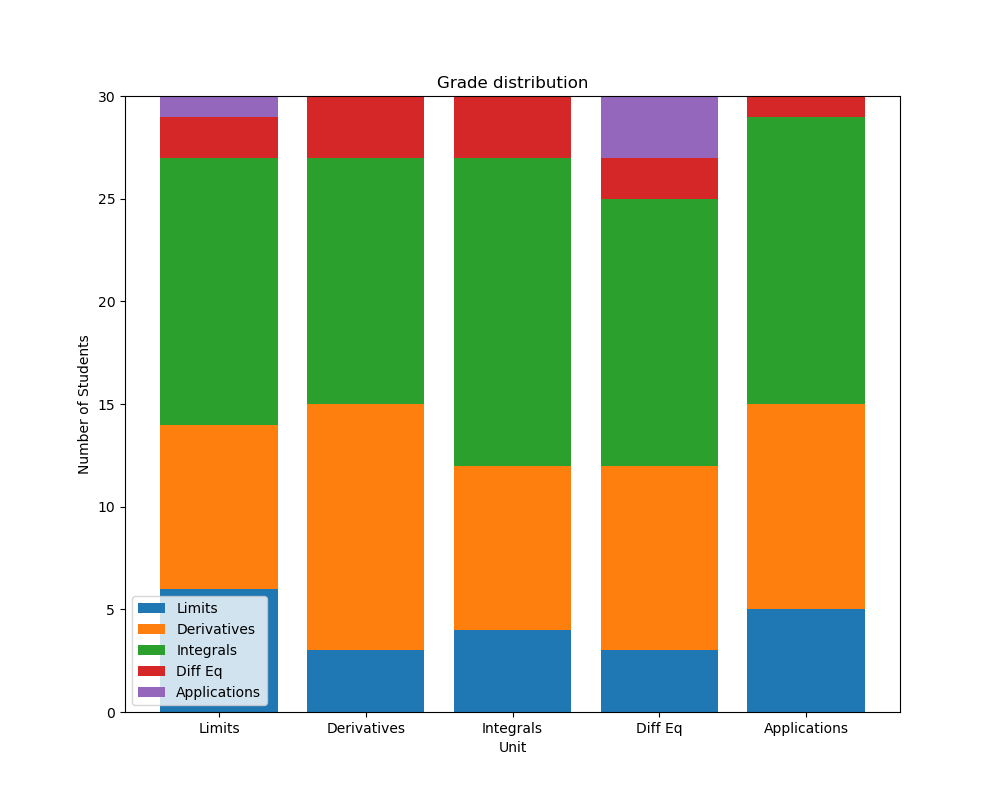 Grade distribution
30
25
20
15
10
5
0
Number of Students
Limits
Derivatives
Integrals
Diff Eq
Applications
Limits
Derivatives
Integrals
Diff Eq
Applications
Unit